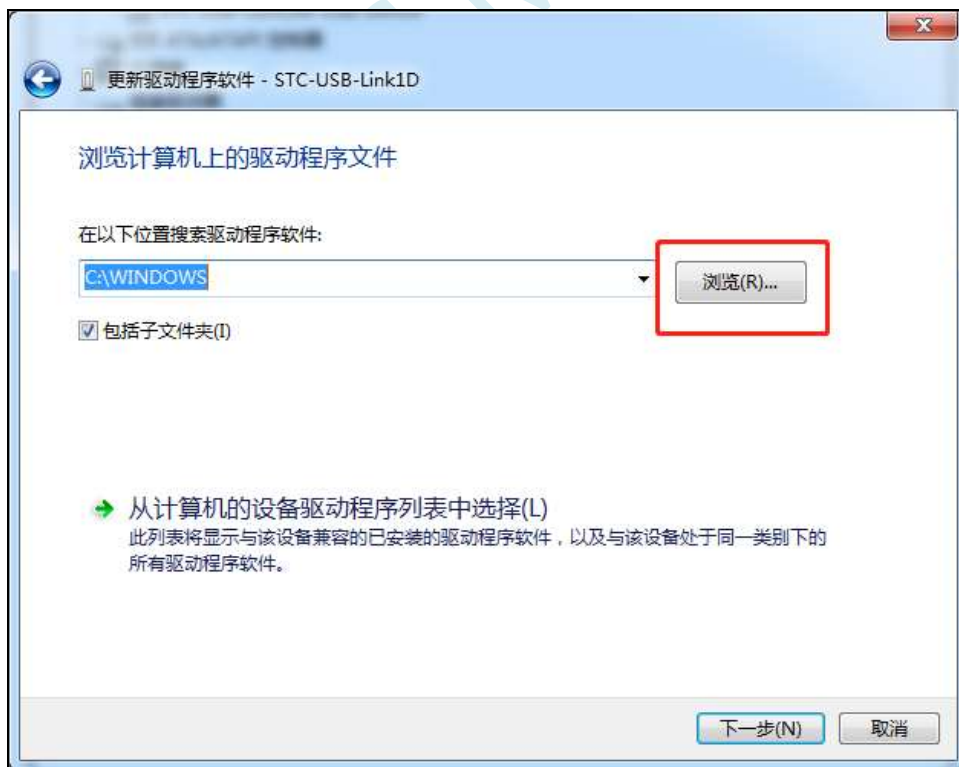 更新驱动程序软件 - STC-USB-Link1D
浏览计算机上的驱动程序文件
在以下位置搜索驱动程序软件:
C:\WINDOWS
浏览(R)...
包括子文件夹(I)
从计算机的设备驱动程序列表中选择(L)
此列表将显示与该设备兼容的已安装的驱动程序软件，以及与该设备处于同一类别下的
所有驱动程序软件。
下一步(N)
取消